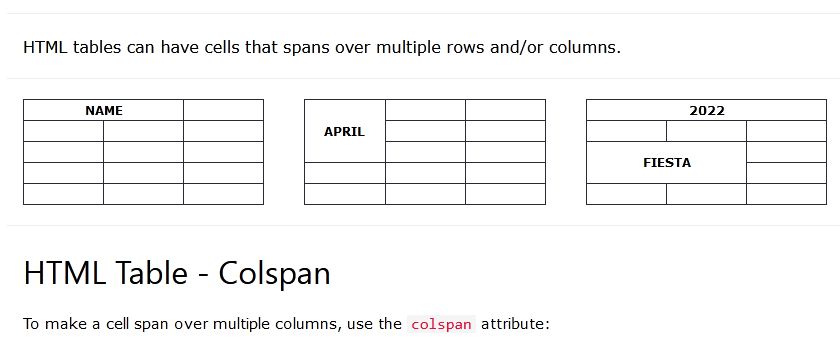 HTML tables can have cells that spans over multiple rows and/or columns.
NAME
APRIL
2022
FIESTA
HTML Table - Colspan
To make a cell span over multiple columns, use the colspan attribute: